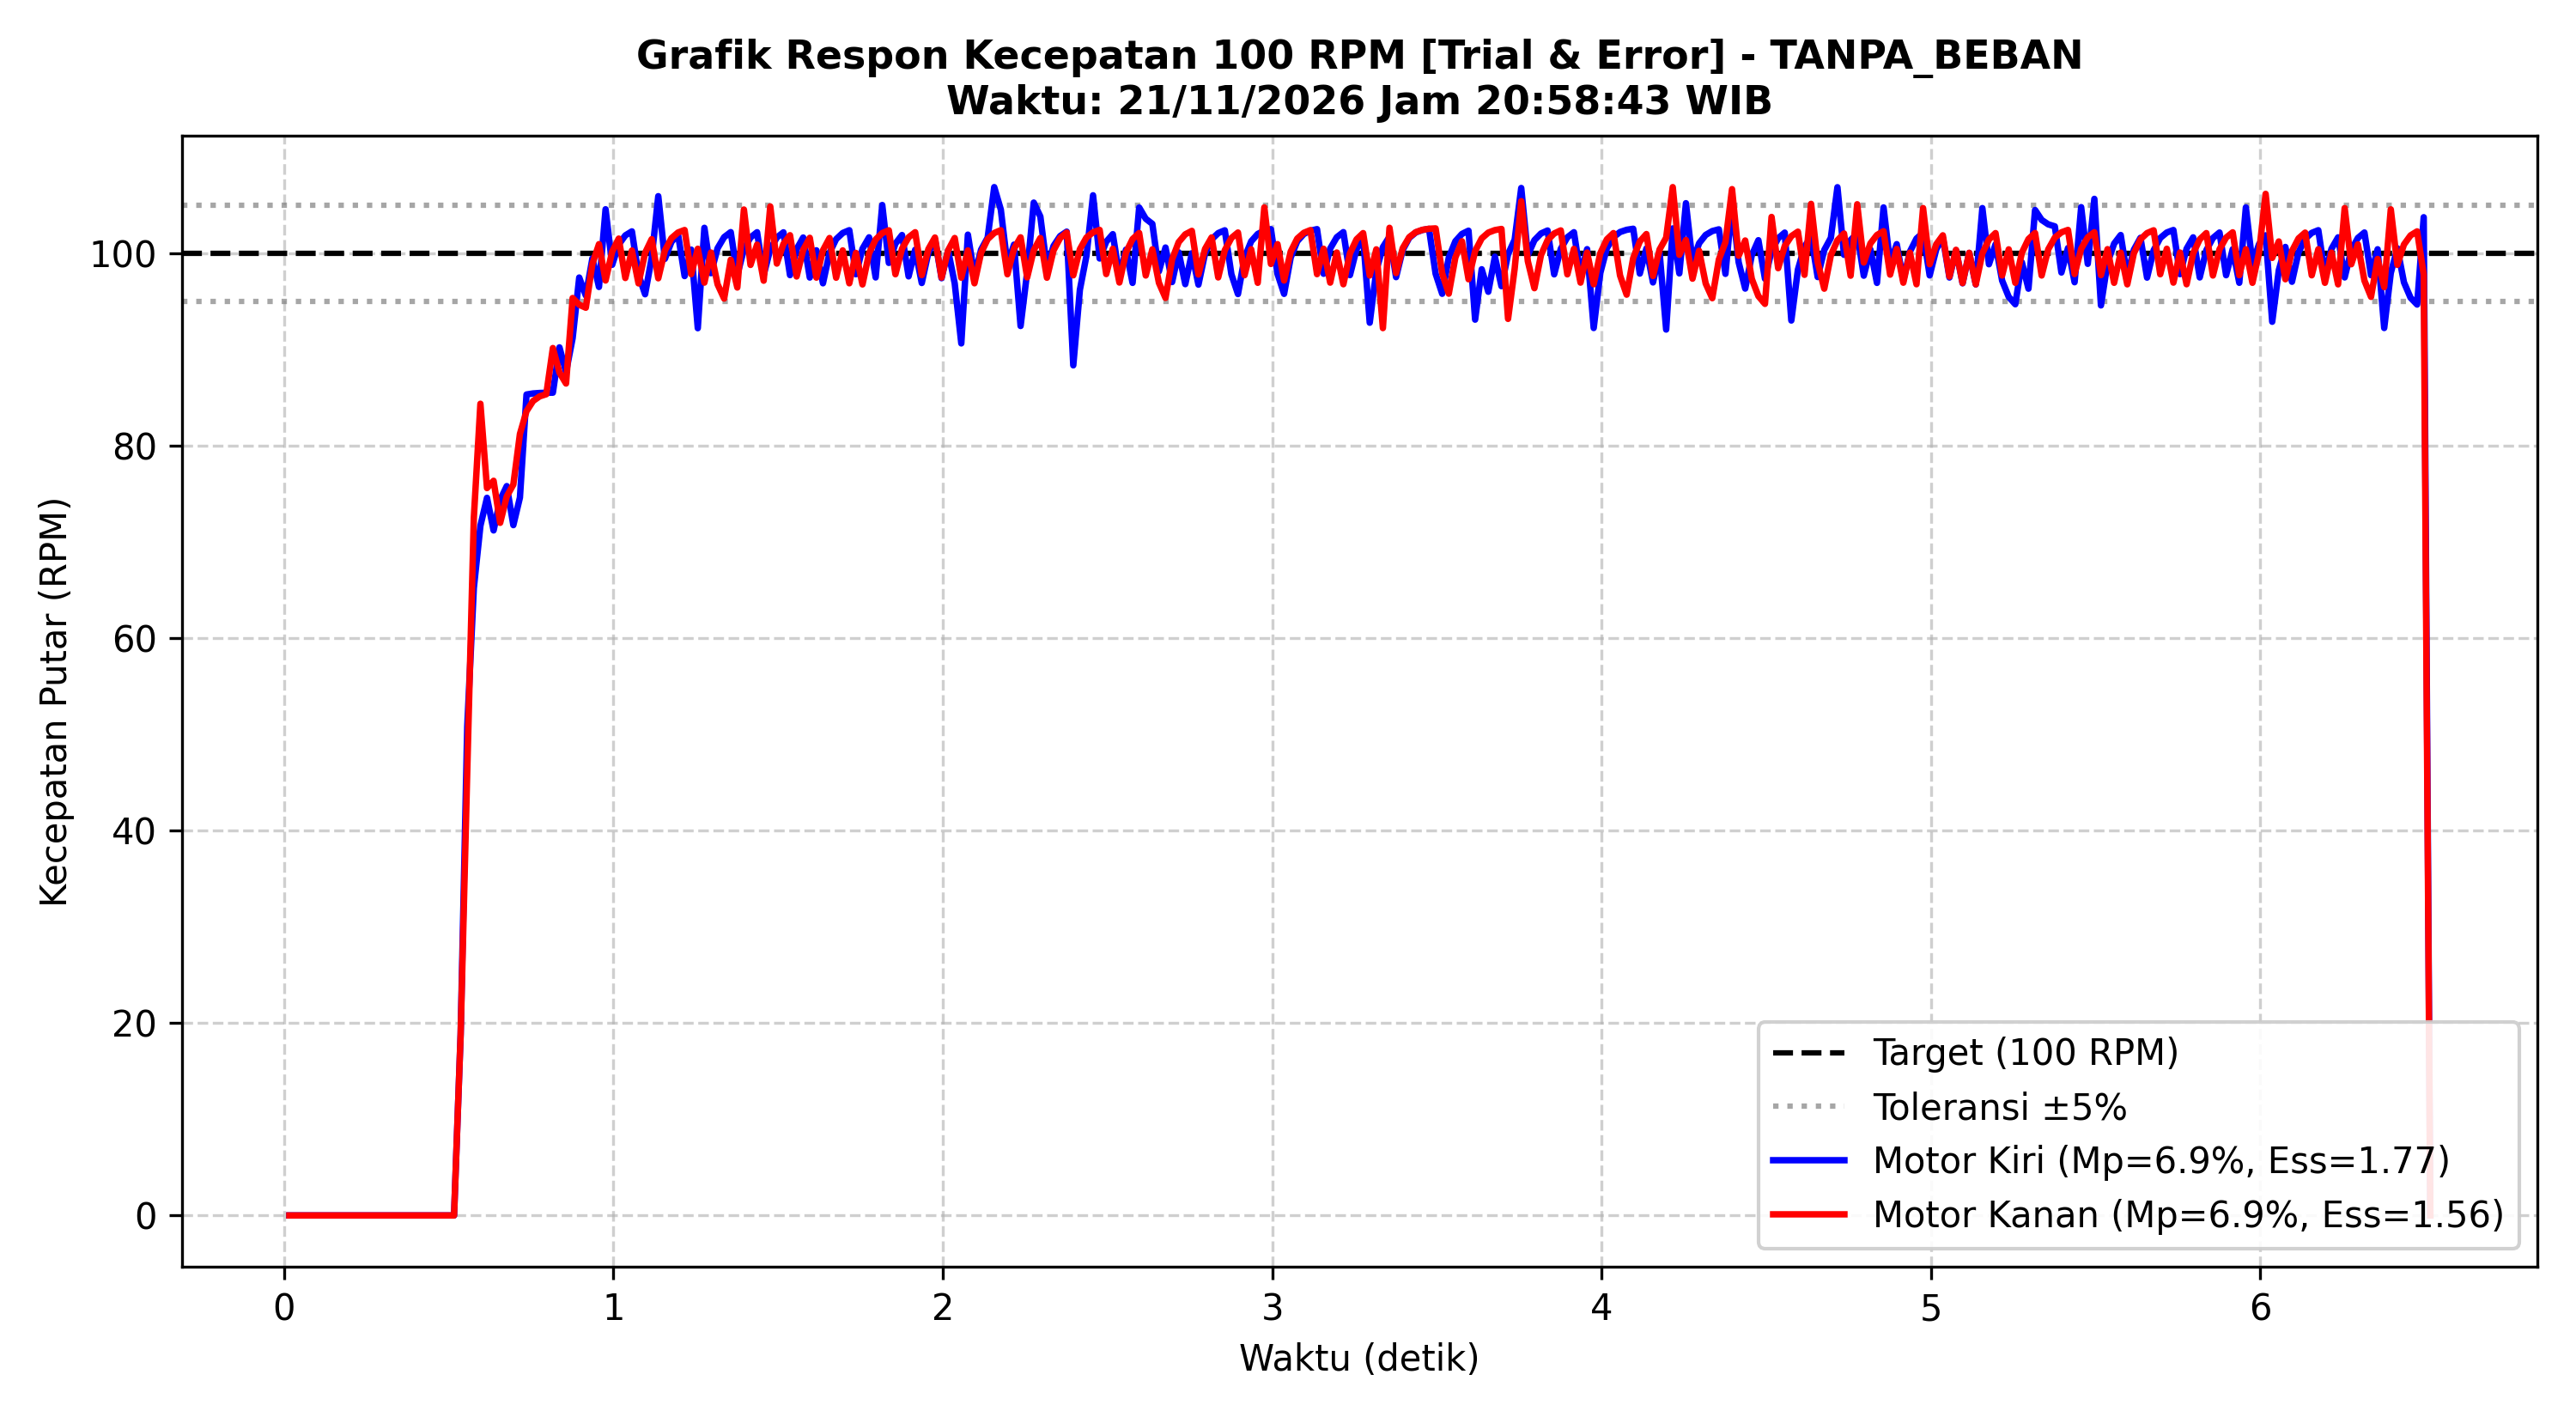 Grafik Respon Kecepatan 100 RPM [Trial & Error] - TANPA_BEBAN
Waktu: 21/11/2026 Jam 20:58:43 WIB
Kecepatan Putar (RPM)
100
80
60
40
20
0
Target (100 RPM)
Toleransi ±5%
Motor Kiri (Mp=6.9%, Ess=1.77)
Motor Kanan (Mp=6.9%, Ess=1.56)
0 1 2 3 4 5 6
Waktu (detik)